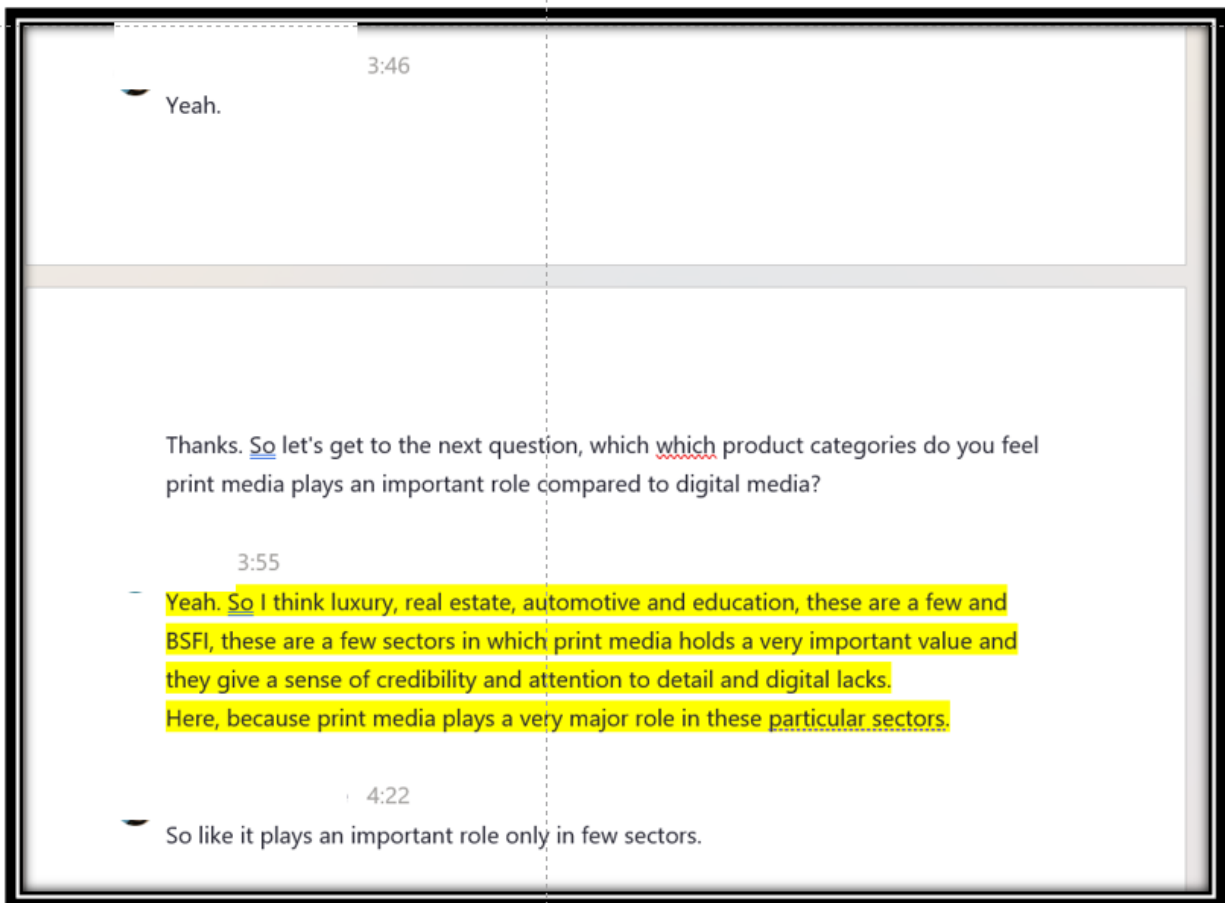 3:46
Yeah.
Thanks. So let's get to the next question, which which product categories do you feel
print media plays an important role compared to digital media?
3:55
Yeah. So I think luxury, real estate, automotive and education, these are a few and
BSFI, these are a few sectors in which print media holds a very important value and
they give a sense of credibility and attention to detail and digital lacks.
Here, because print media plays a very major role in these particular sectors.
4:22
So like it plays an important role only in few sectors.